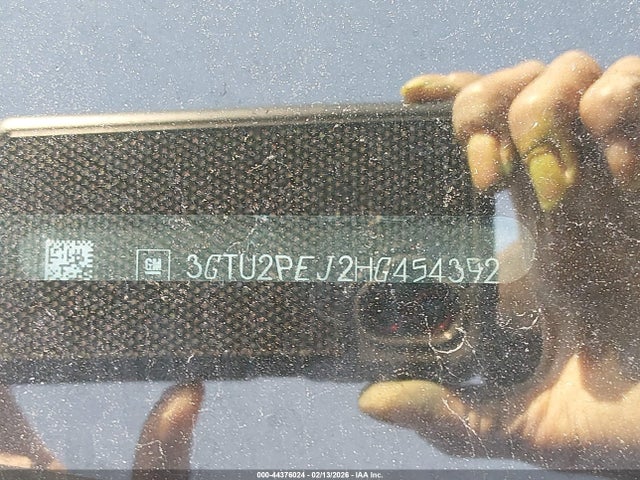 GM 3GTU2PEJ2HG454392
000-44376024 - 02/13/2026 - IAA Inc.